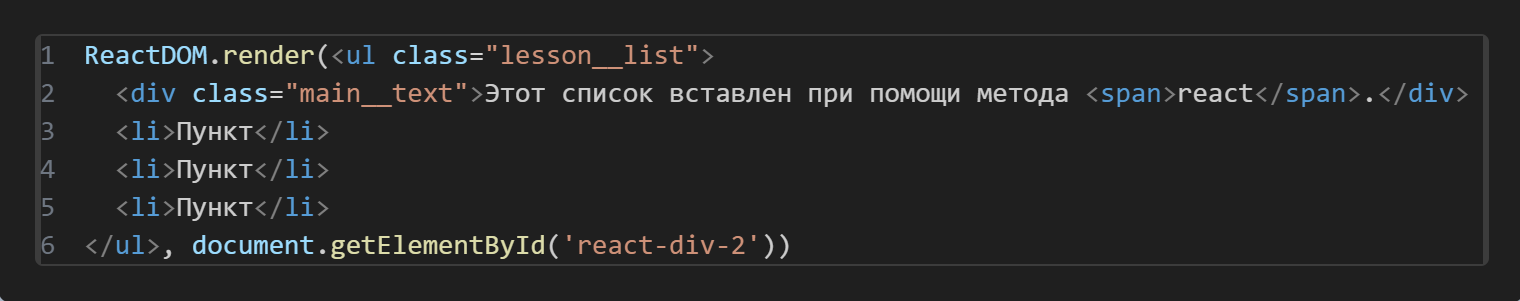 1 ReactDOM.render(<ul class="lesson__list">
2 <div class="main__text">Этот список вставлен при помощи метода <span>react</span>.</div>
3 <li>Пункт</li>
4 <li>Пункт</li>
5 <li>Пункт</li>
6 </ul>, document.getElementById('react-div-2'))